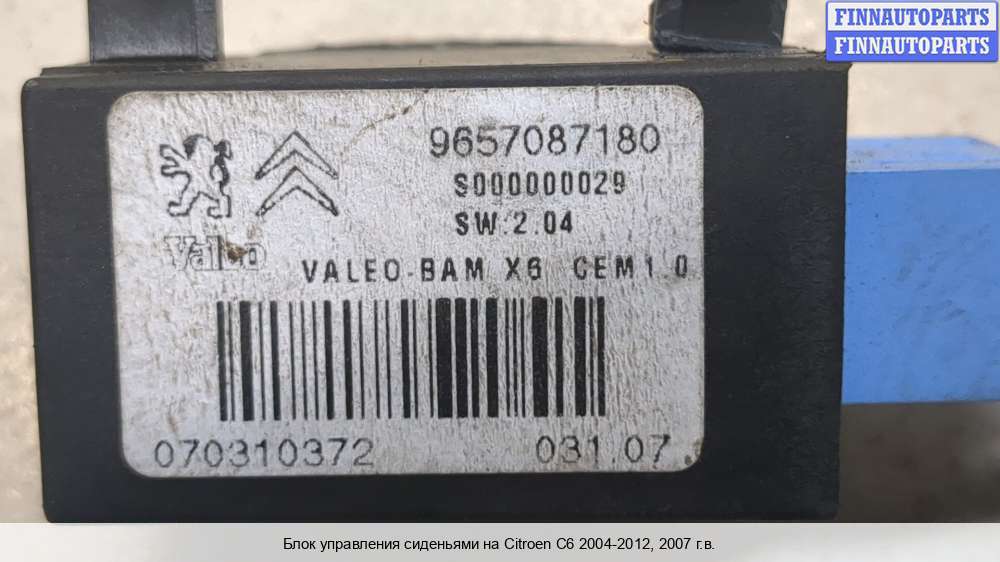 FINNAUTOPARTS
FINNAUTOPARTS
9657087180
S000000029
SW:2.04
Valeo
VALEO-BAM X6 CEM1.0
070310372
031.07
Блок управления сиденьями на Citroen C6 2004-2012, 2007 г.в.